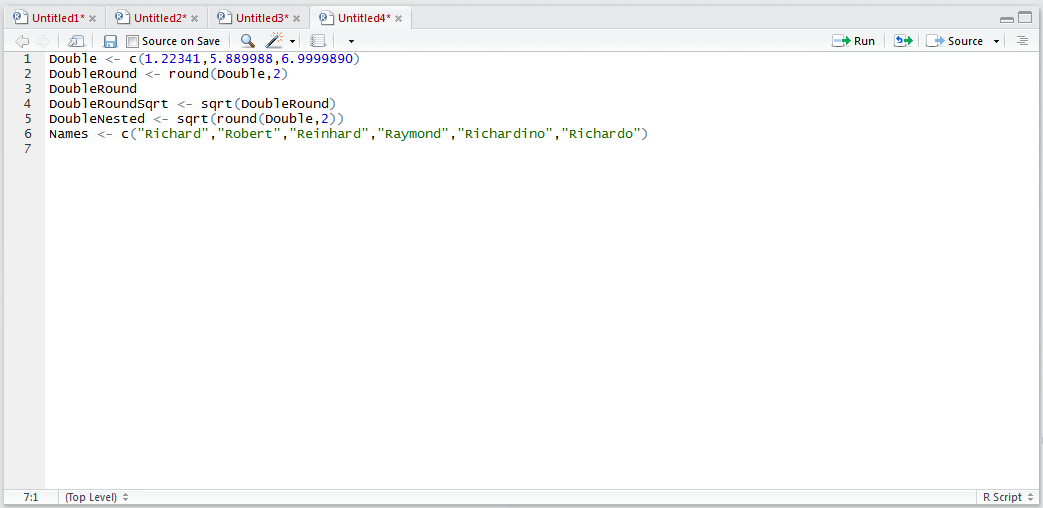 Untitled1* Untitled2* Untitled3* Untitled4*
Source on Save Run Source
1 Double <- c(1.22341,5.889988,6.9999890)
2 DoubleRound <- round(Double,2)
3 DoubleRound
4 DoubleRoundSqrt <- sqrt(DoubleRound)
5 DoubleNested <- sqrt(round(Double,2))
6 Names <- c("Richard","Robert","Reinhard","Raymond","Richardino","Richardo")
7
7:1 (Top Level) R Script